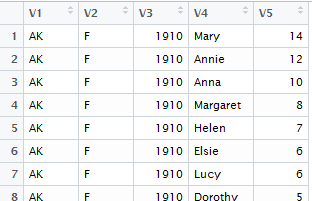 V1 V2 V3 V4 V5
1 AK F 1910 Mary 14
2 AK F 1910 Annie 12
3 AK F 1910 Anna 10
4 AK F 1910 Margaret 8
5 AK F 1910 Helen 7
6 AK F 1910 Elsie 6
7 AK F 1910 Lucy 6
8 AK F 1910 Dorothy 5